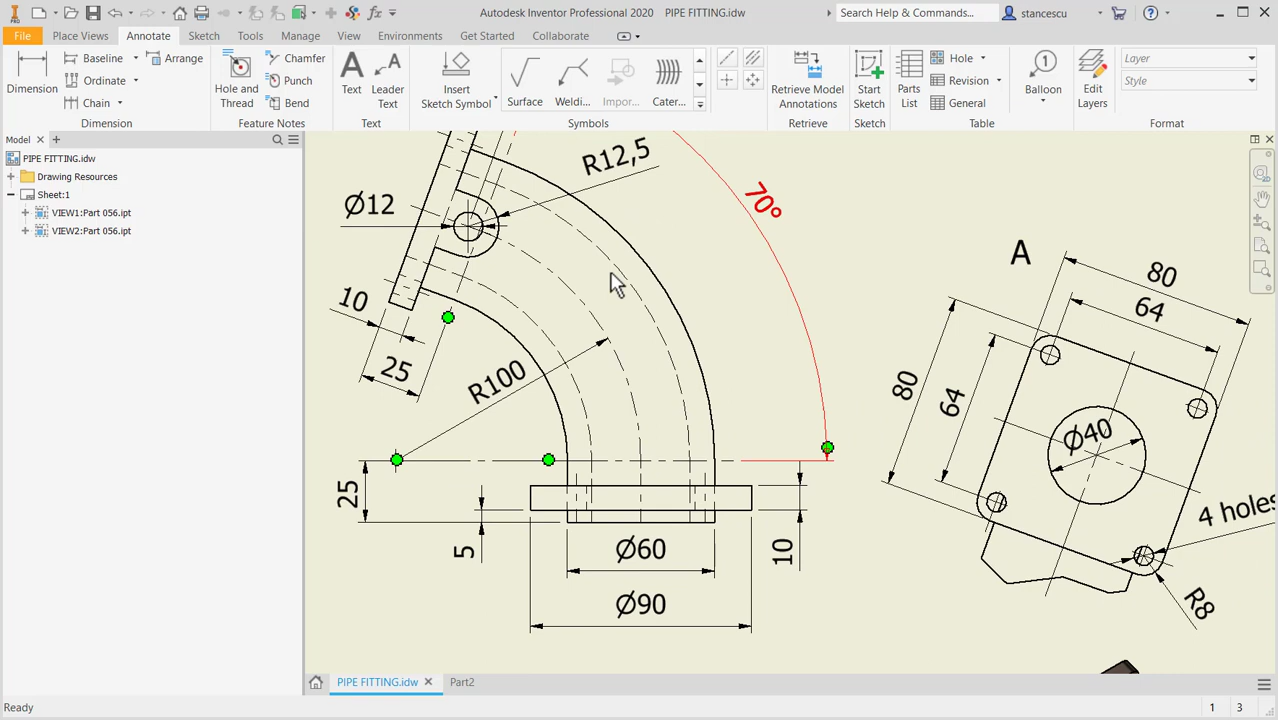 Autodesk Inventor Professional 2020 PIPE FITTING.idw
Search Help & Commands...
stancescu
PRO
fx
File Place Views Annotate Sketch Tools Manage View Environments Get Started Collaborate
Dimension
Baseline
Ordinate
Chain
Arrange
Dimension
Hole and Thread
Chamfer
Punch
Bend
Feature Notes
Text
Leader Text
Text
Insert Sketch Symbol
Surface
Weldi...
Impor...
Cater...
Symbols
Retrieve Model Annotations
Retrieve
Start Sketch
Sketch
Parts List
Hole
Revision
General
Table
Balloon
Edit Layers
Layer
Style
Format
Model
PIPE FITTING.idw
Drawing Resources
Sheet:1
VIEW1:Part 056.ipt
VIEW2:Part 056.ipt
R12,5
Ø12
70°
10
25
R100
25
5
Ø60
10
Ø90
A
80
64
80
64
Ø40
4 holes
R8
PIPE FITTING.idw
Part2
Ready
1 3